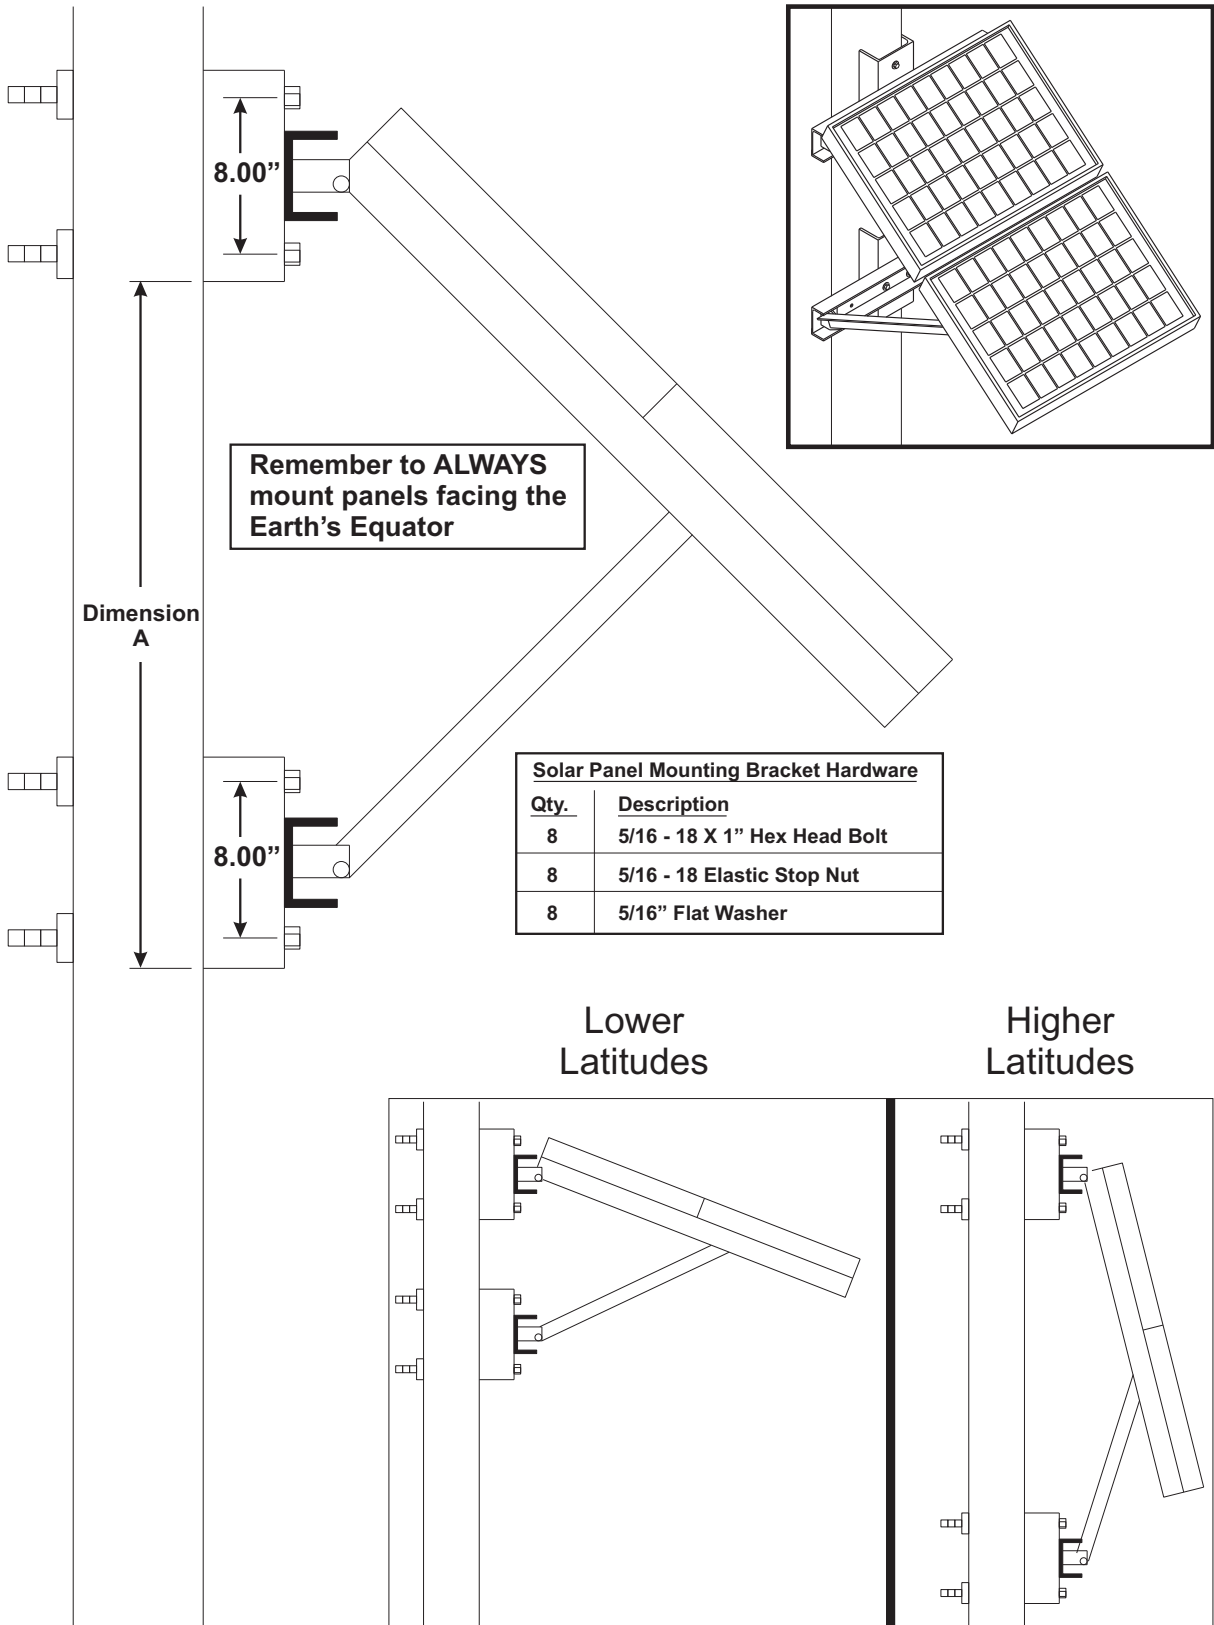 8.00”
Remember to ALWAYS
mount panels facing the
Earth’s Equator
Dimension
A
8.00”
Solar Panel Mounting Bracket Hardware
Qty. Description
8 5/16 - 18 X 1” Hex Head Bolt
8 5/16 - 18 Elastic Stop Nut
8 5/16” Flat Washer
Lower
Latitudes
Higher
Latitudes